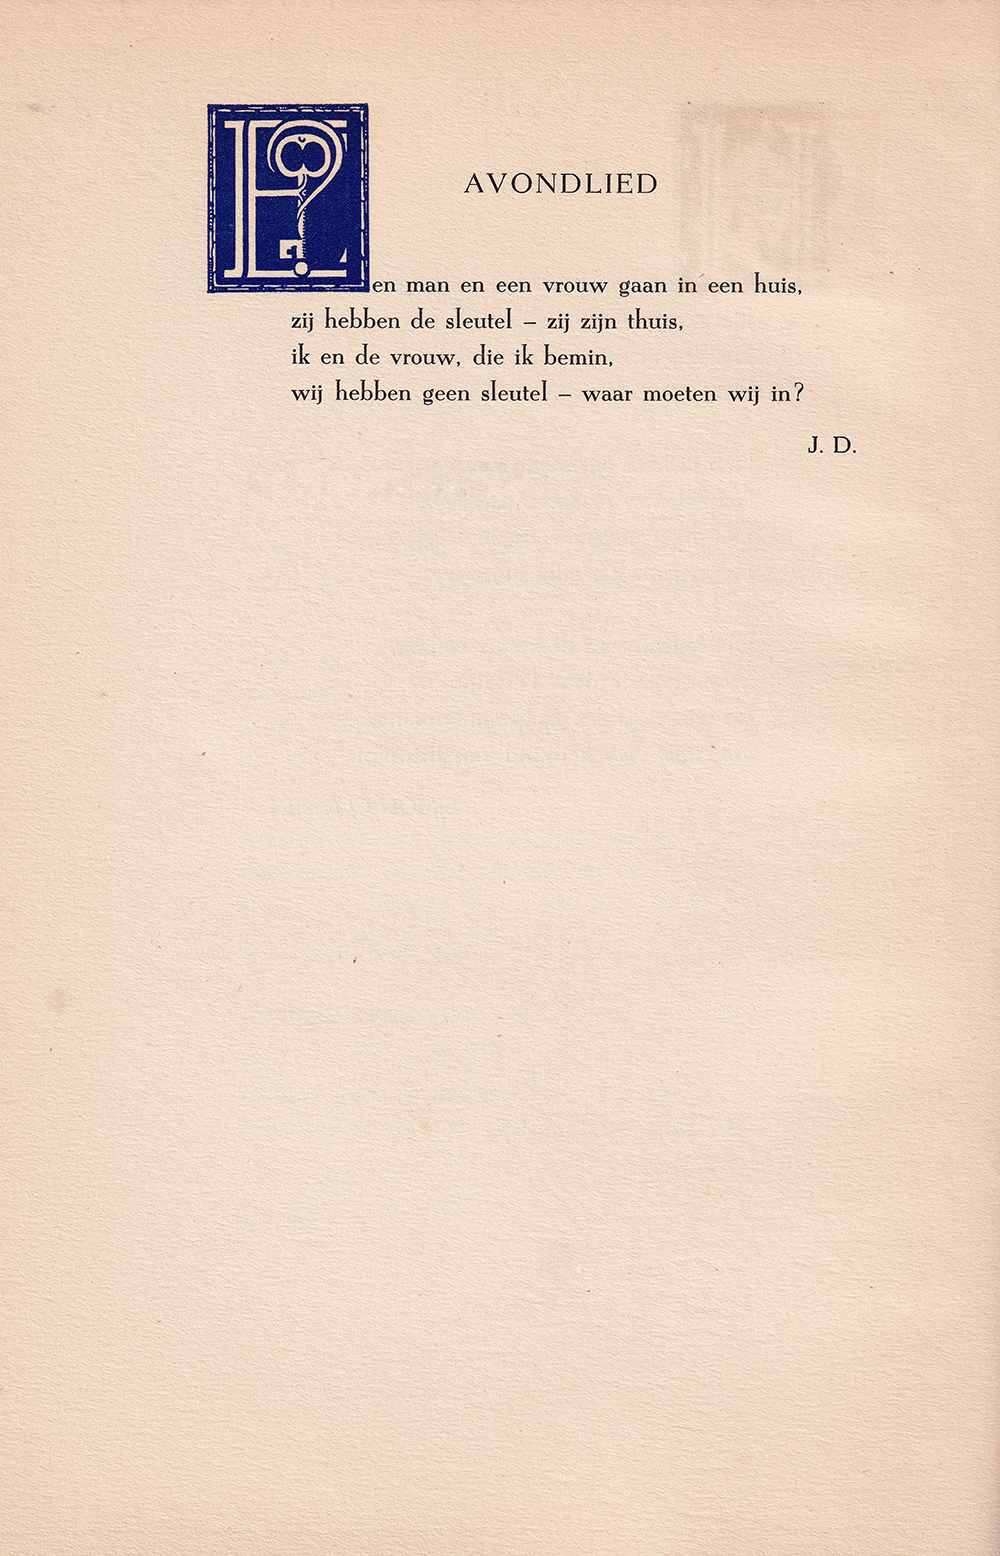 AVONDLIED
Een man en een vrouw gaan in een huis,
zij hebben de sleutel – zij zijn thuis,
ik en de vrouw, die ik bemin,
wij hebben geen sleutel – waar moeten wij in?
J. D.